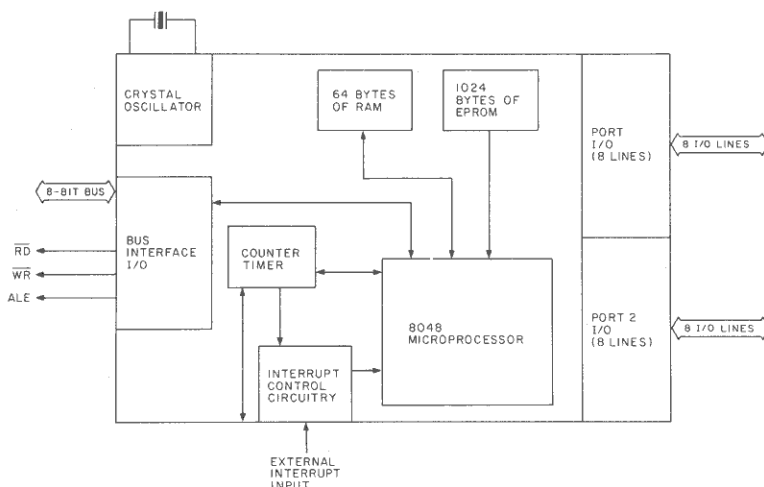 CRYSTAL
OSCILLATOR
64 BYTES
OF RAM
1024
BYTES OF
EPROM
PORT
I/O
(8 LINES)
8 I/O LINES
8-BIT BUS
BUS
INTERFACE
I/O
RD
WR
ALE
COUNTER
TIMER
8048
MICROPROCESSOR
PORT 2
I/O
(8 LINES)
8 I/O LINES
INTERRUPT
CONTROL
CIRCUITRY
EXTERNAL
INTERRUPT
INPUT